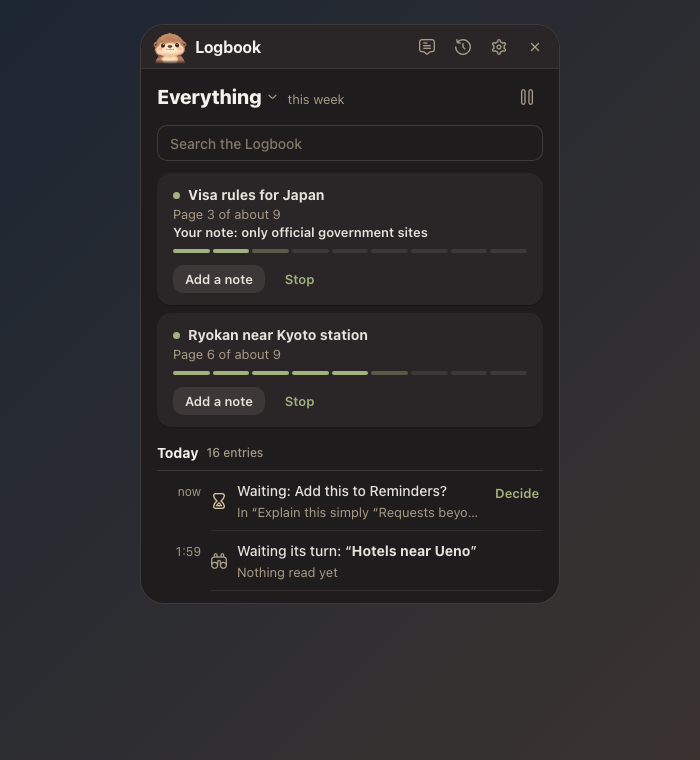 Logbook
Everything this week
Search the Logbook
Visa rules for Japan
Page 3 of about 9
Your note: only official government sites
Add a note Stop
Ryokan near Kyoto station
Page 6 of about 9
Add a note Stop
Today 16 entries
now Waiting: Add this to Reminders? Decide
In “Explain this simply “Requests beyo…
1:59 Waiting its turn: “Hotels near Ueno”
Nothing read yet